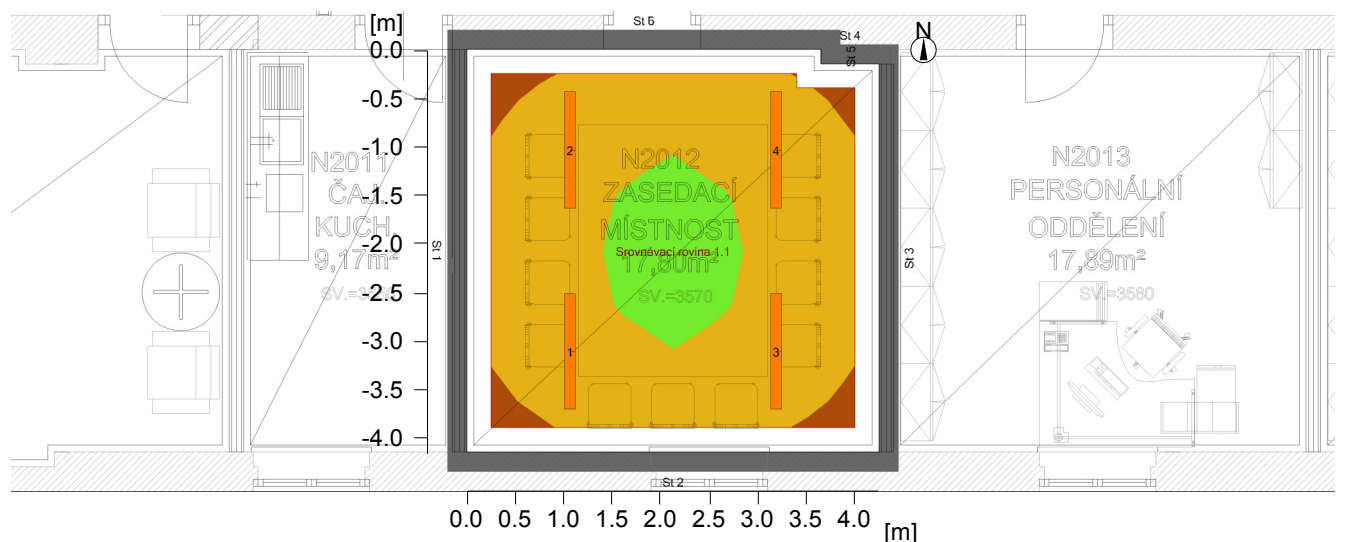 [m]
St 6
St 4
St 5
N
0.0
-0.5
-1.0
-1.5
-2.0
-2.5
-3.0
-3.5
-4.0
N2011
ČAJ.
KUCH.
9,17m²
St 1
2
4
N2012
ZASEDACÍ
MÍSTNOST
Srovnávací rovina 1.1
17,80m²
SV.=3570
1
3
St 3
N2013
PERSONÁLNÍ
ODDĚLENÍ
17,89m²
SV.=3580
St 2
0.0 0.5 1.0 1.5 2.0 2.5 3.0 3.5 4.0
[m]